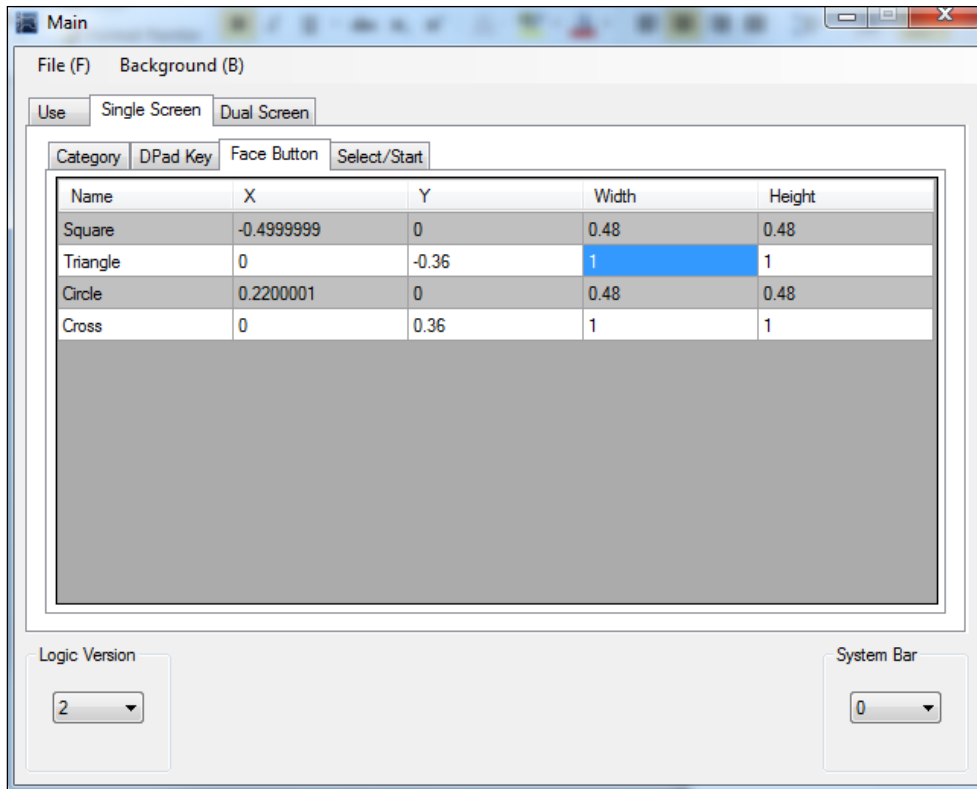 Main
File (F) Background (B)
Use Single Screen Dual Screen
Category DPad Key Face Button Select/Start
Name X Y Width Height
Square -0.4999999 0 0.48 0.48
Triangle 0 -0.36 1 1
Circle 0.2200001 0 0.48 0.48
Cross 0 0.36 1 1
Logic Version System Bar
2 0